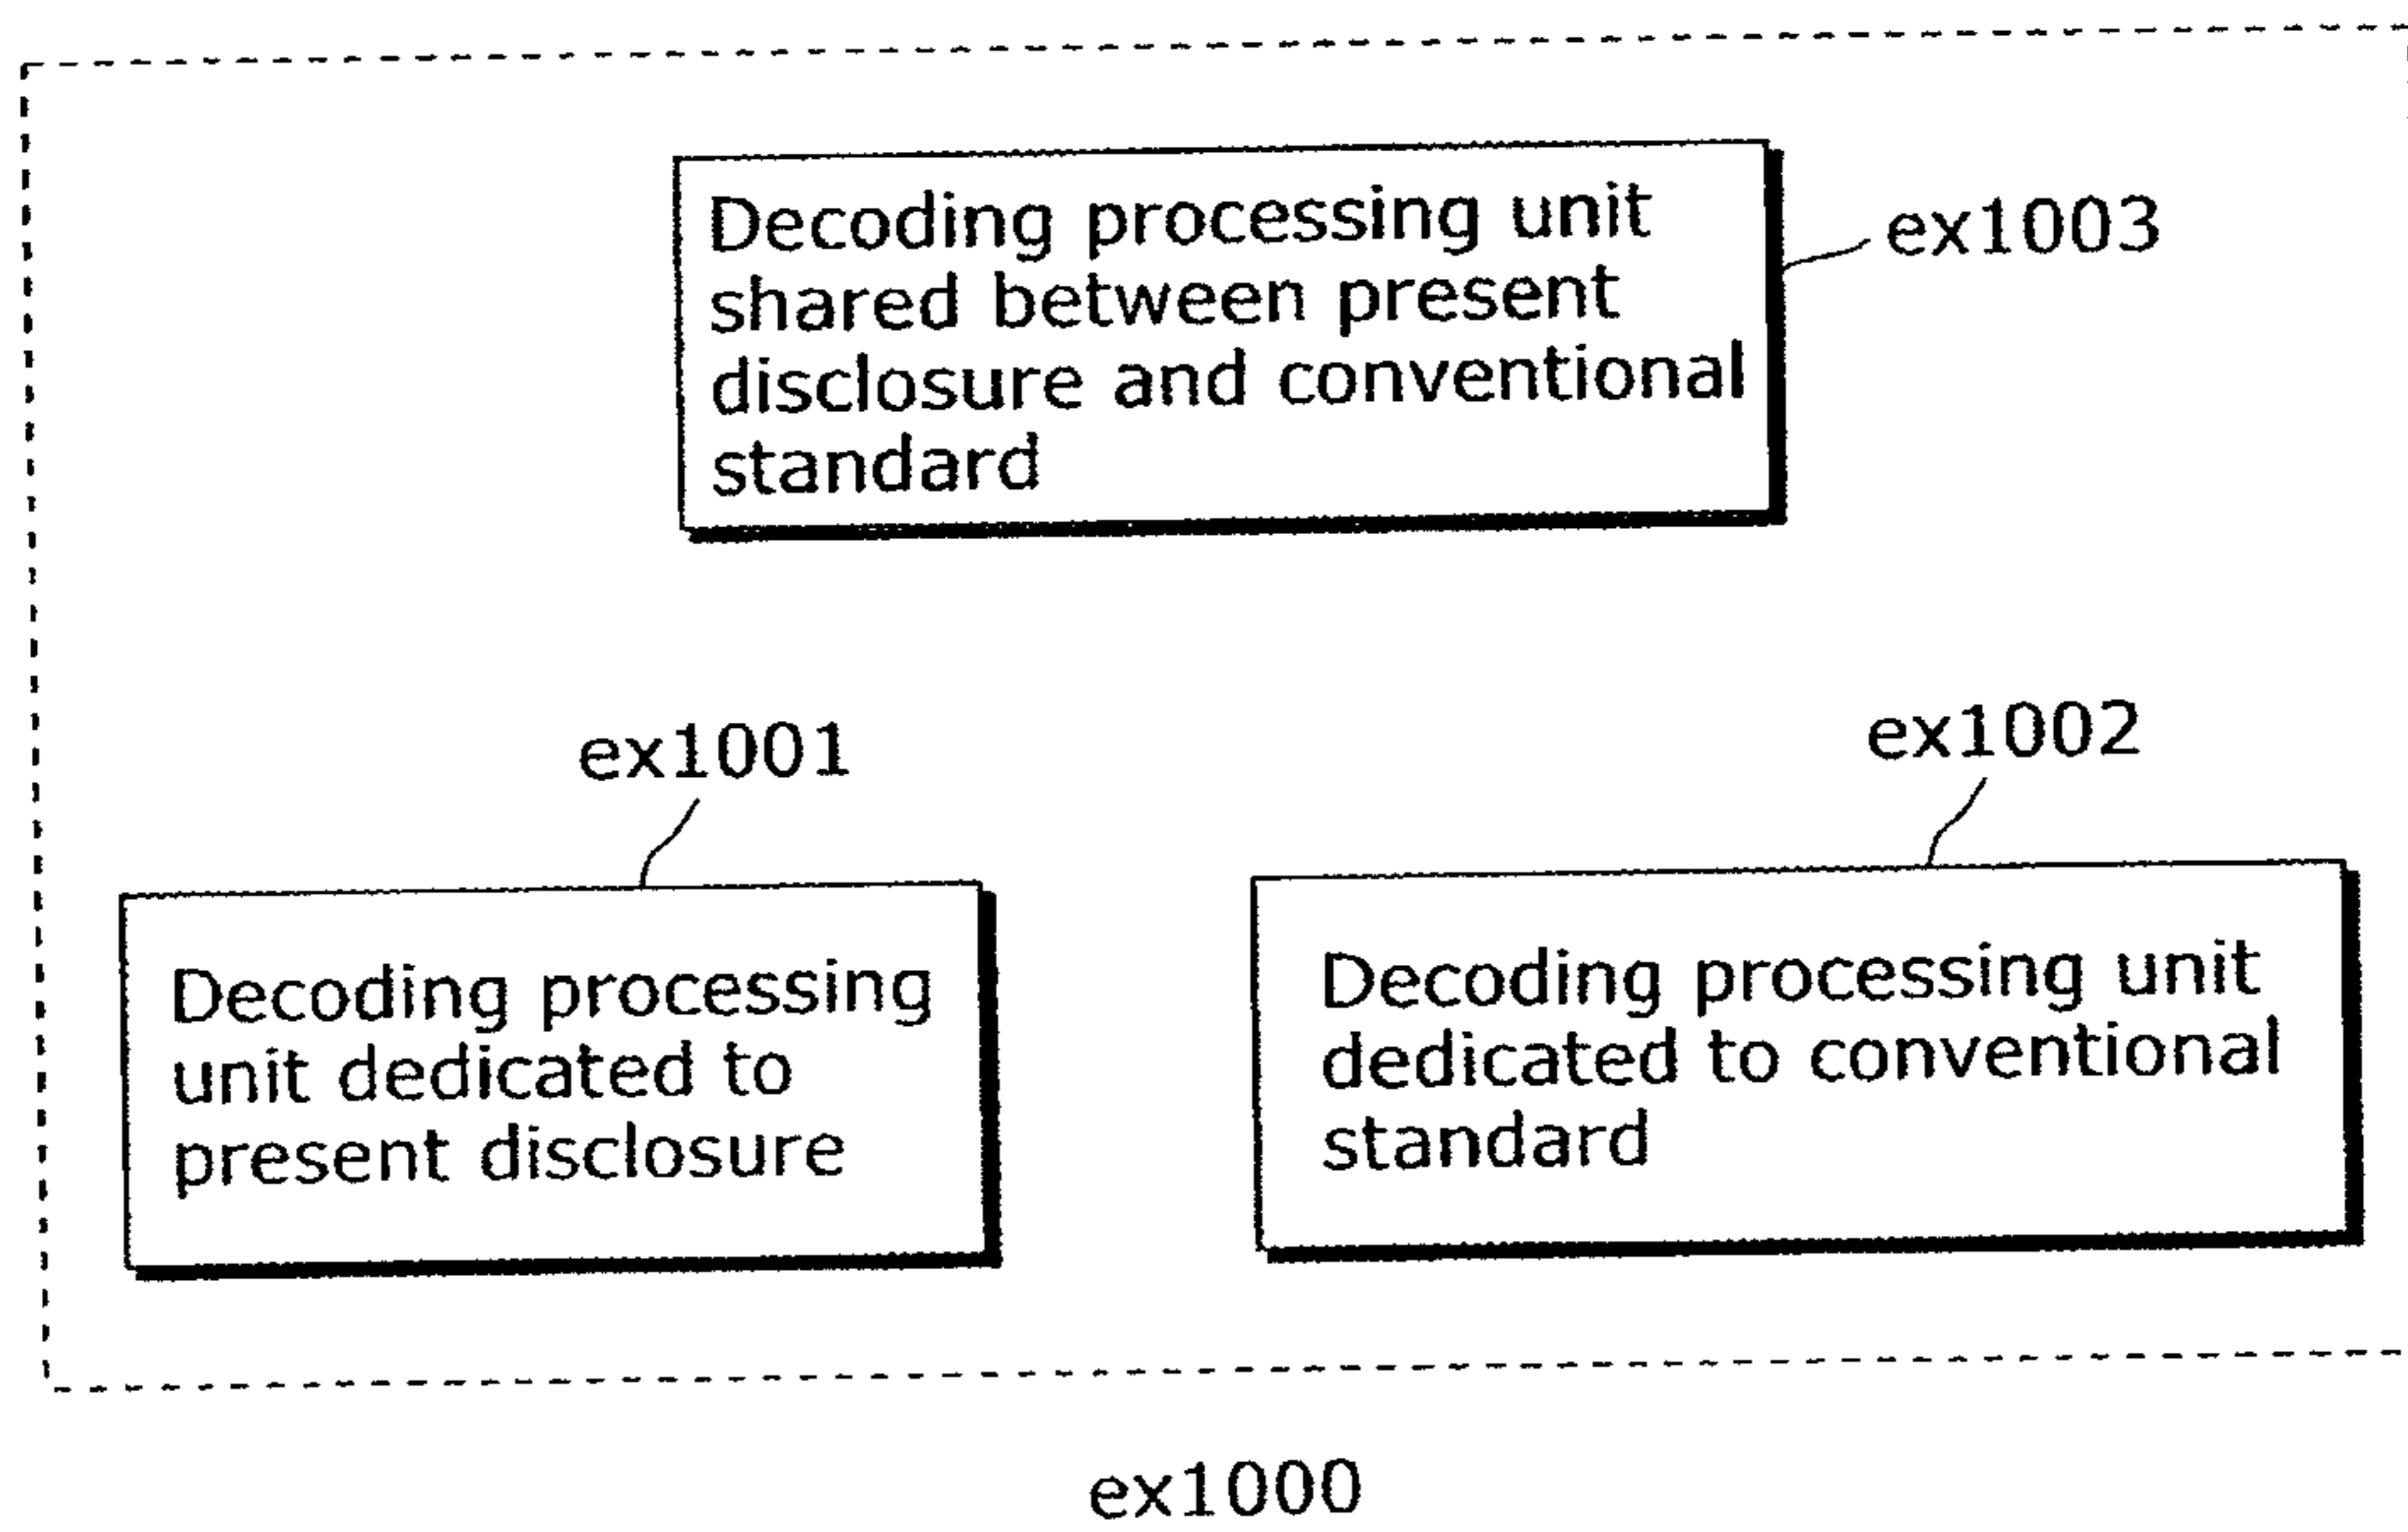 Decoding processing unit
shared between present
disclosure and conventional
standard
ex1003
ex1001
ex1002
Decoding processing
unit dedicated to
present disclosure
Decoding processing unit
dedicated to conventional
standard
ex1000